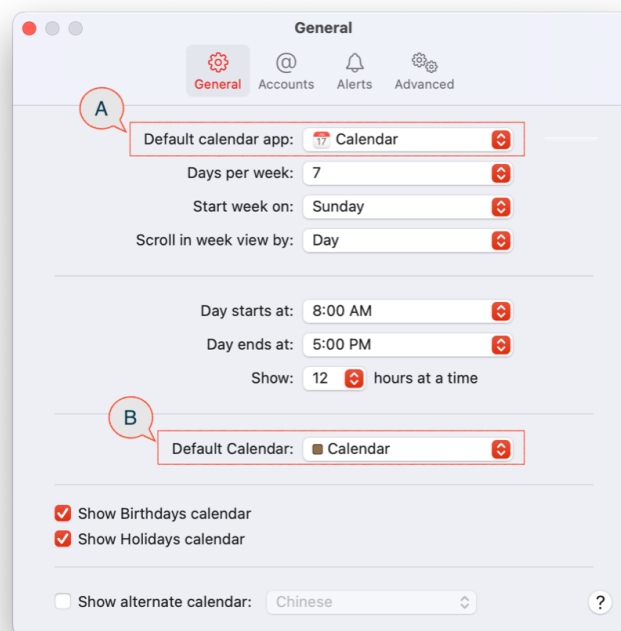 General
General Accounts Alerts Advanced
A
Default calendar app: 17 Calendar
Days per week: 7
Start week on: Sunday
Scroll in week view by: Day
Day starts at: 8:00 AM
Day ends at: 5:00 PM
Show: 12 hours at a time
B
Default Calendar: Calendar
Show Birthdays calendar
Show Holidays calendar
Show alternate calendar: Chinese ?